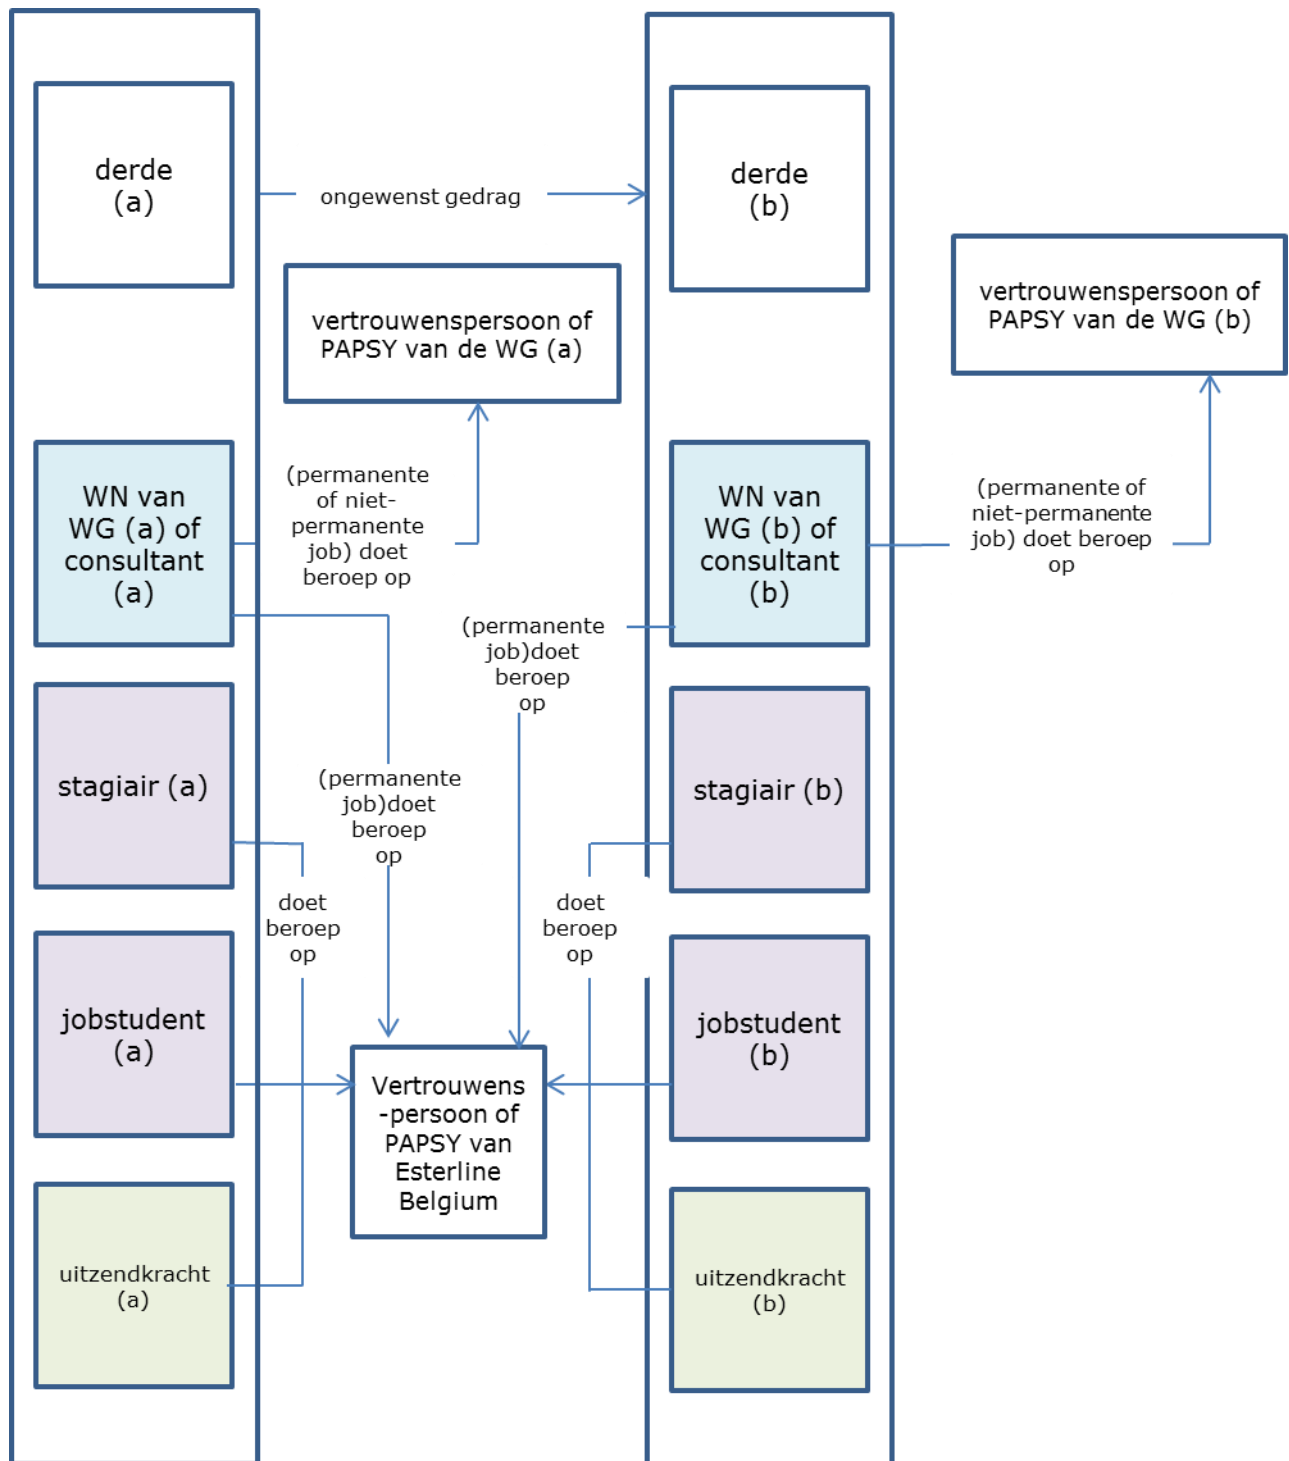 derde
(a)
ongewenst gedrag
derde
(b)
vertrouwenspersoon of
PAPSY van de WG (a)
vertrouwenspersoon of
PAPSY van de WG (b)
WN van
WG (a) of
consultant
(a)
(permanente
of niet-
permanente
job) doet
beroep op
WN van
WG (b) of
consultant
(b)
(permanente of
niet-permanente
job) doet beroep
op
(permanente
job)doet
beroep
op
stagiair (a)
(permanente
job)doet
beroep
op
stagiair (b)
doet
beroep
op
doet
beroep
op
jobstudent
(a)
Vertrouwens
-persoon of
PAPSY van
Esterline
Belgium
jobstudent
(b)
uitzendkracht
(a)
uitzendkracht
(b)